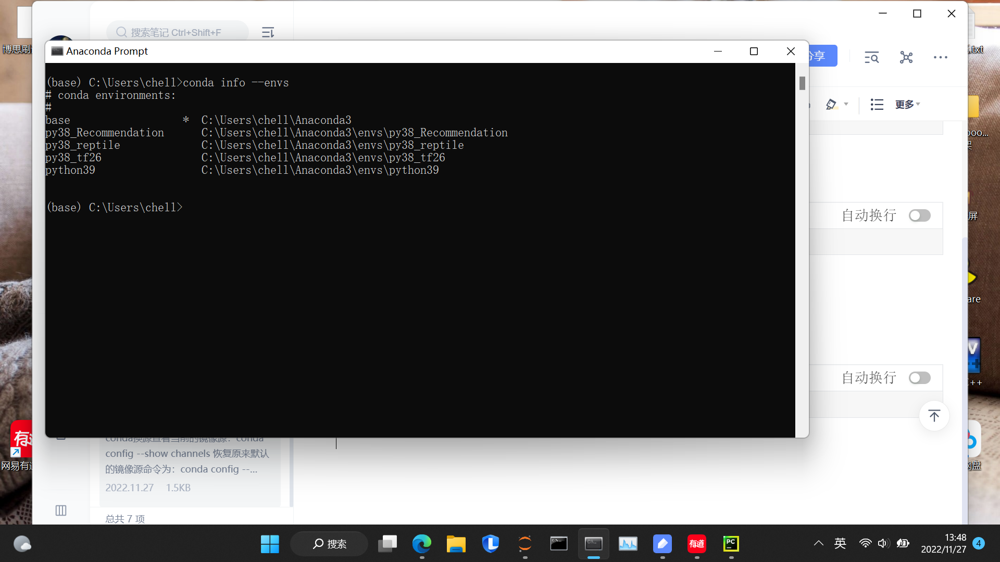 搜索笔记 Ctrl+Shift+F
博思刷
.txt
Anaconda Prompt
分享
(base) C:\Users\chell>conda info --envs
# conda environments:
#
base                  *  C:\Users\chell\Anaconda3
py38_Recommendation      C:\Users\chell\Anaconda3\envs\py38_Recommendation
py38_reptile             C:\Users\chell\Anaconda3\envs\py38_reptile
py38_tf26                C:\Users\chell\Anaconda3\envs\py38_tf26
python39                 C:\Users\chell\Anaconda3\envs\python39
(base) C:\Users\chell>
更多
自动换行
屏
are
自动换行
++
有道
网易有道
网盘
conda换源查看当前的镜像源：conda
config --show channels 恢复原来默认
的镜像源命令为：conda config --...
2022.11.27 1.5KB
总共 7 项
搜索
有道
PC
英
13:48
2022/11/27
4